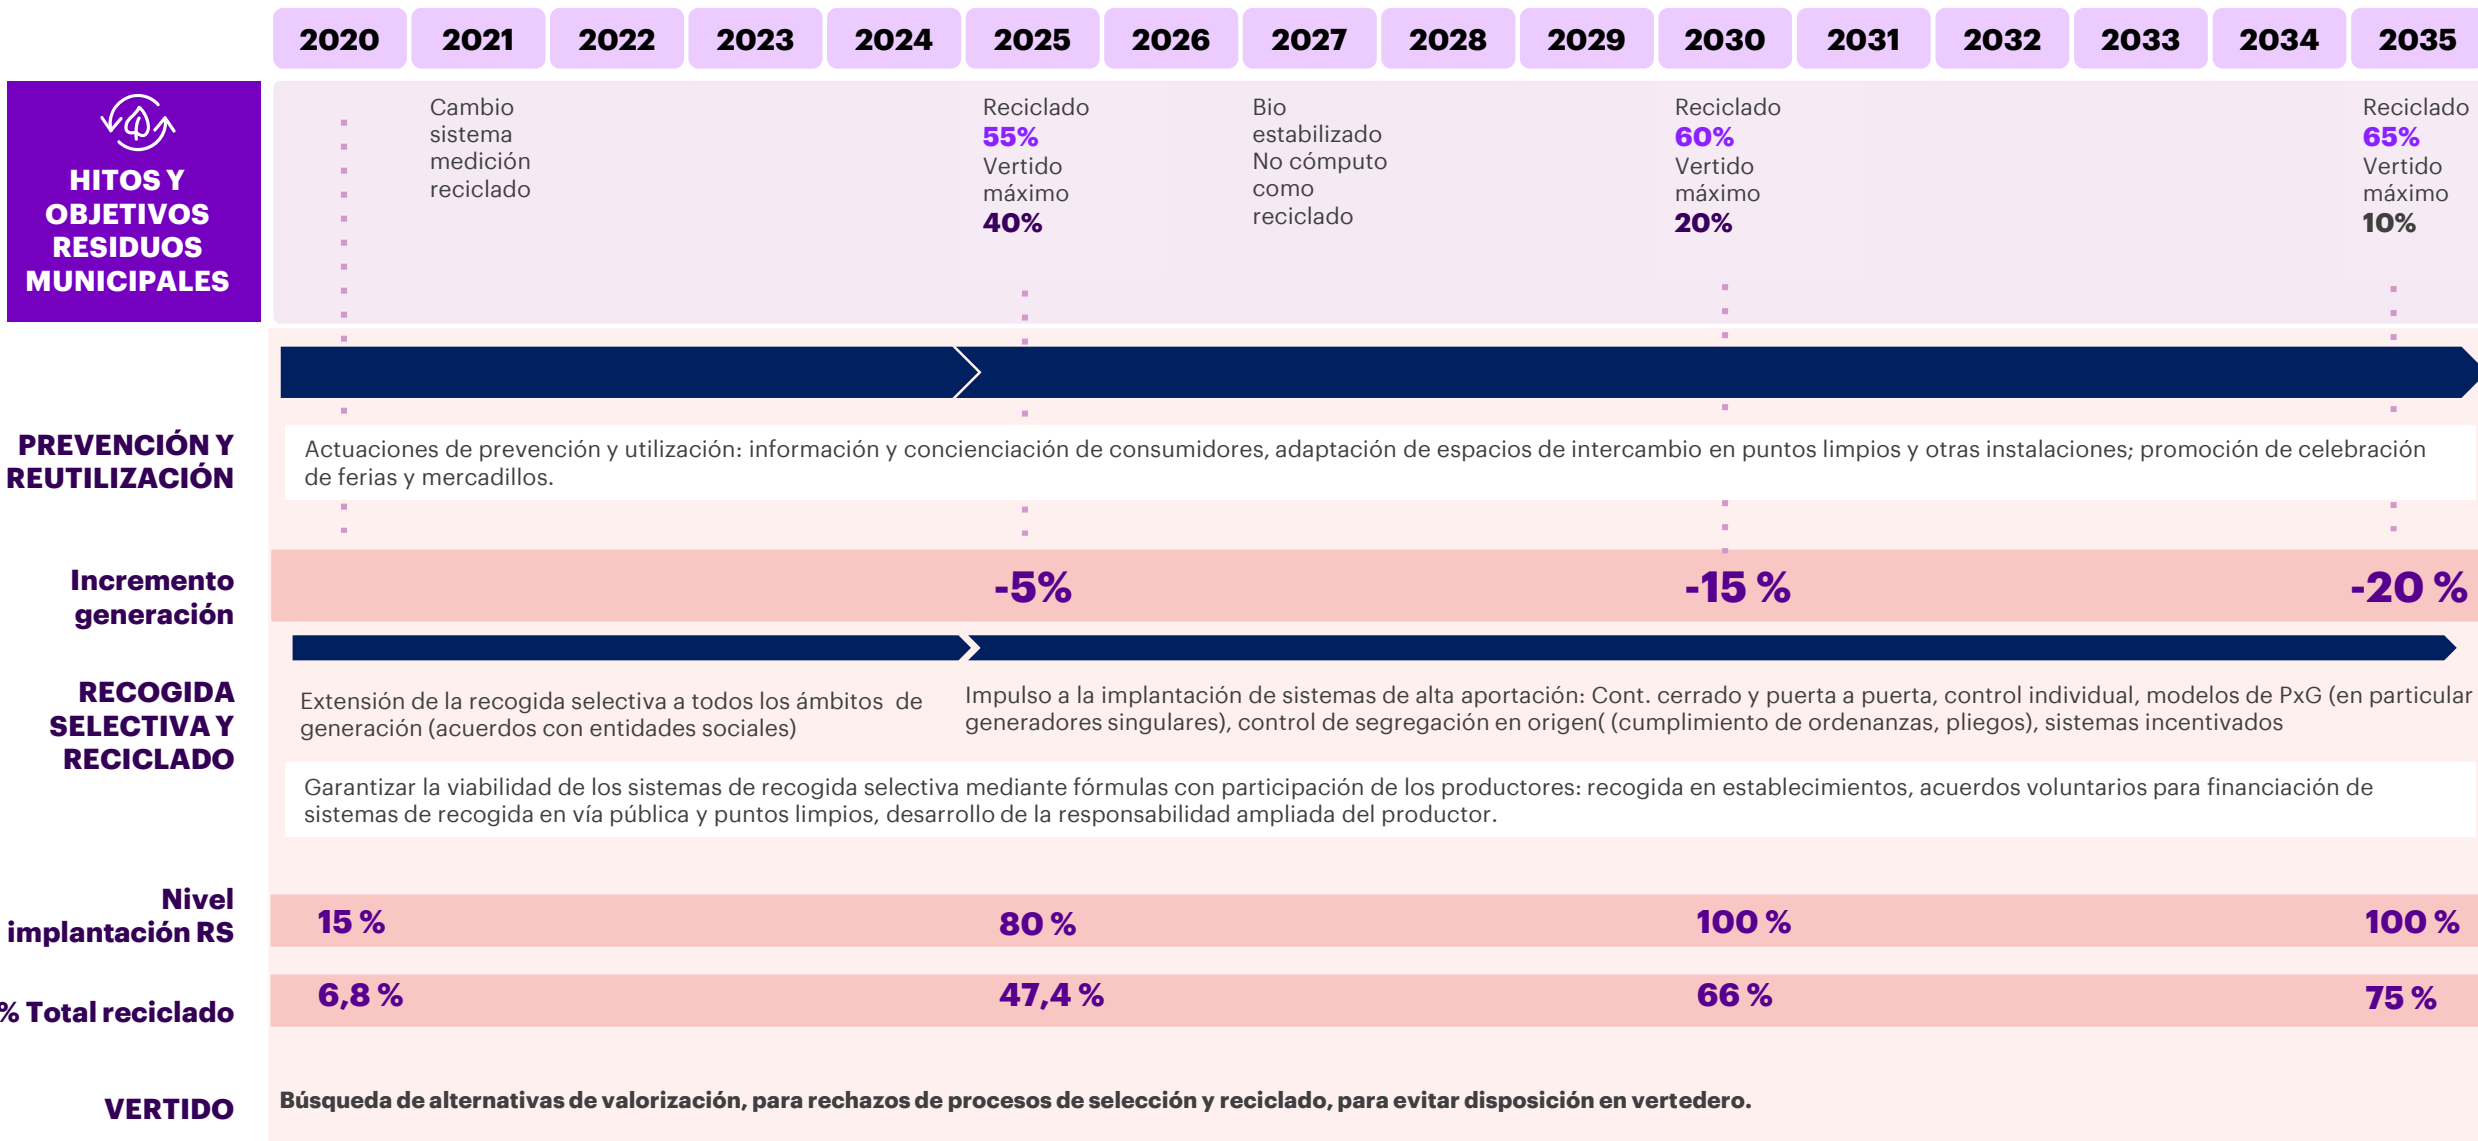 2020 2021 2022 2023 2024 2025 2026 2027 2028 2029 2030 2031 2032 2033 2034 2035
HITOS Y
OBJETIVOS
RESIDUOS
MUNICIPALES
Cambio
sistema
medición
reciclado
Reciclado
55%
Vertido
máximo
40%
Bio
estabilizado
No cómputo
como
reciclado
Reciclado
60%
Vertido
máximo
20%
Reciclado
65%
Vertido
máximo
10%
PREVENCIÓN Y
REUTILIZACIÓN
Actuaciones de prevención y utilización: información y concienciación de consumidores, adaptación de espacios de intercambio en puntos limpios y otras instalaciones; promoción de celebración
de ferias y mercadillos.
Incremento
generación
-5% -15 % -20 %
RECOGIDA
SELECTIVA Y
RECICLADO
Extensión de la recogida selectiva a todos los ámbitos de
generación (acuerdos con entidades sociales)
Impulso a la implantación de sistemas de alta aportación: Cont. cerrado y puerta a puerta, control individual, modelos de PxG (en particular
generadores singulares), control de segregación en origen( (cumplimiento de ordenanzas, pliegos), sistemas incentivados
Garantizar la viabilidad de los sistemas de recogida selectiva mediante fórmulas con participación de los productores: recogida en establecimientos, acuerdos voluntarios para financiación de
sistemas de recogida en vía pública y puntos limpios, desarrollo de la responsabilidad ampliada del productor.
Nivel
implantación RS
15 % 80 % 100 % 100 %
% Total reciclado
6,8 % 47,4 % 66 % 75 %
VERTIDO
Búsqueda de alternativas de valorización, para rechazos de procesos de selección y reciclado, para evitar disposición en vertedero.